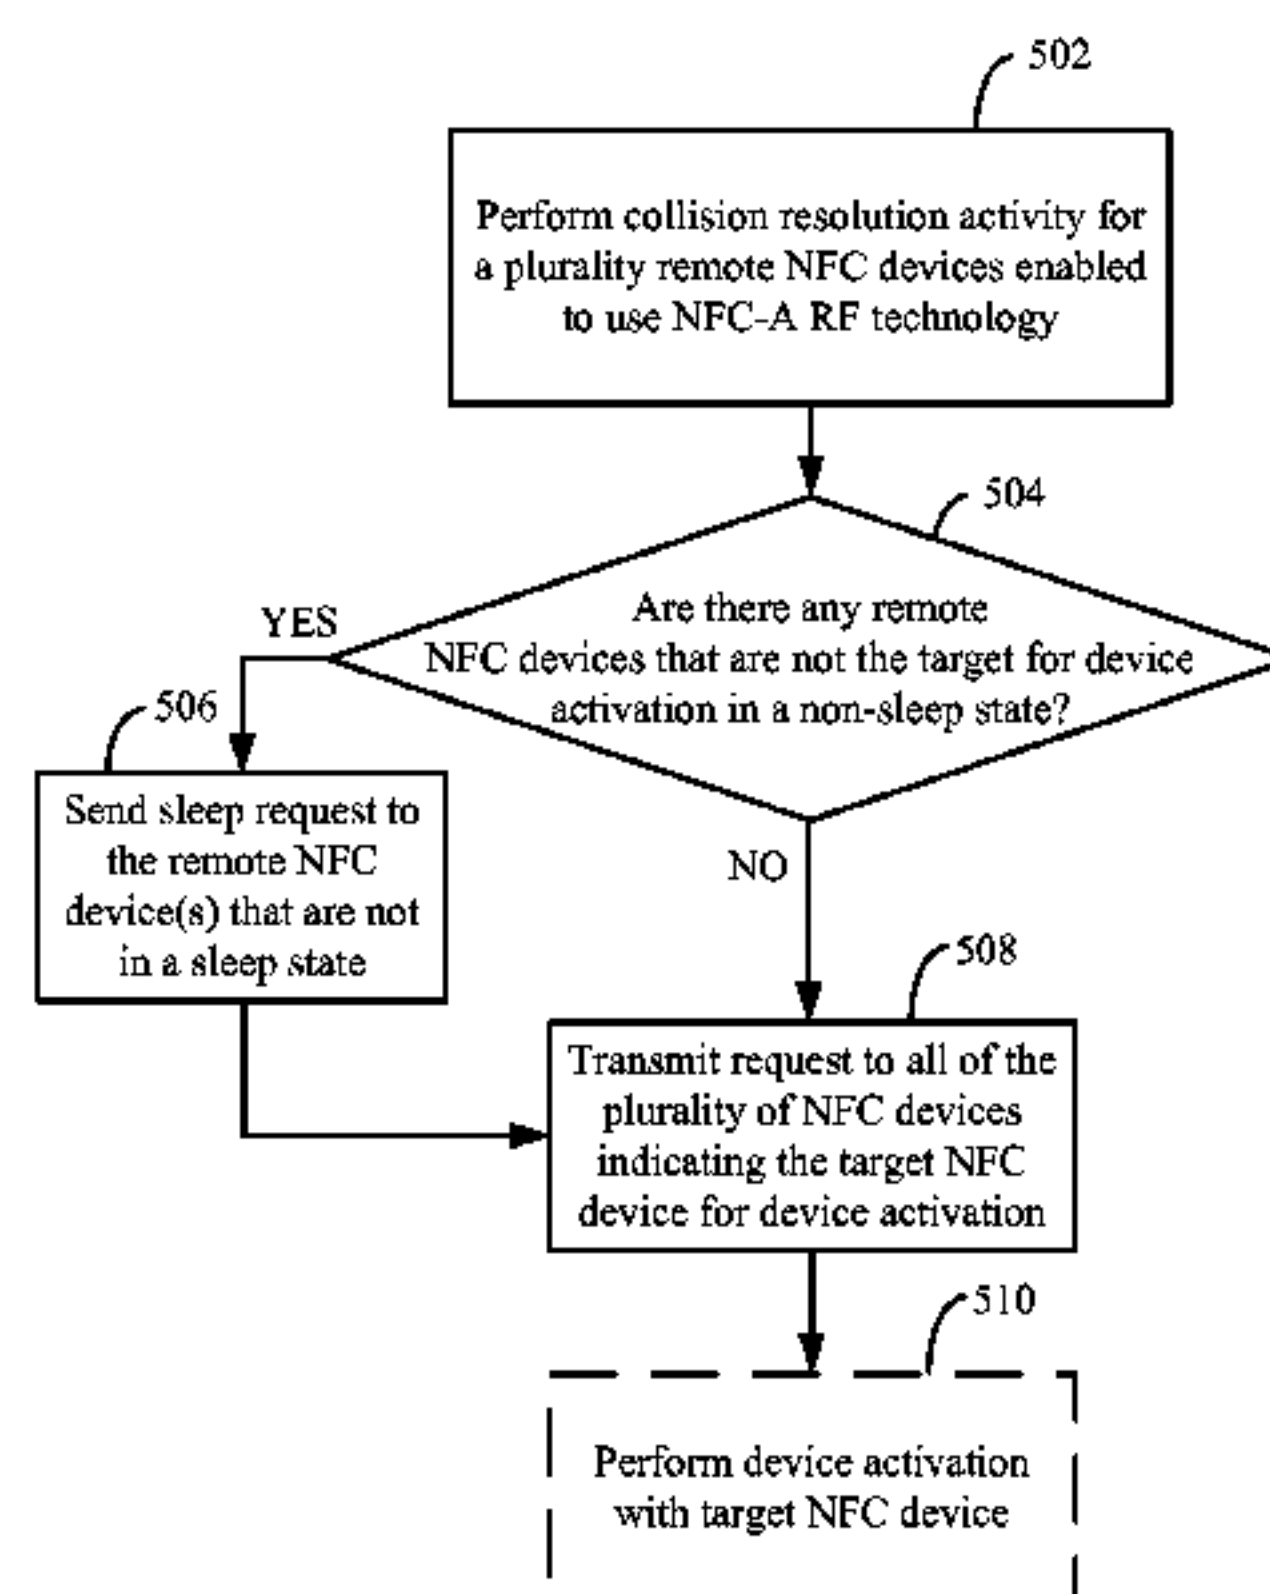 502
Perform collision resolution activity for
a plurality remote NFC devices enabled
to use NFC-A RF technology
504
Are there any remote
NFC devices that are not the target for device
activation in a non-sleep state?
YES
506
Send sleep request to
the remote NFC
device(s) that are not
in a sleep state
NO
508
Transmit request to all of the
plurality of NFC devices
indicating the target NFC
device for device activation
510
Perform device activation
with target NFC device